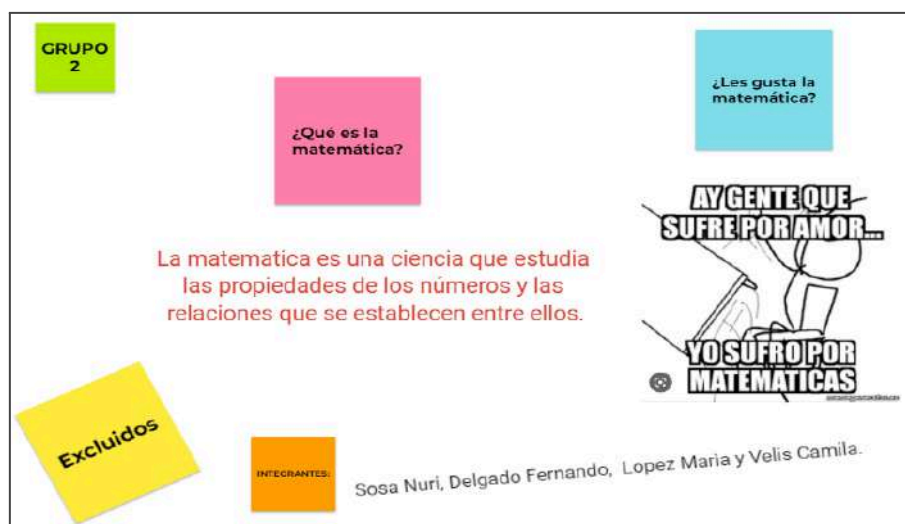 GRUPO
2
¿Qué es la
matemática?
¿Les gusta la
matemática?
La matematica es una ciencia que estudia
las propiedades de los números y las
relaciones que se establecen entre ellos.
AY GENTE QUE
SUFRE POR AMOR...
YO SUFRO POR
MATEMATICAS
Excluidos
INTEGRANTES:
Sosa Nuri, Delgado Fernando, Lopez Maria y Velis Camila.